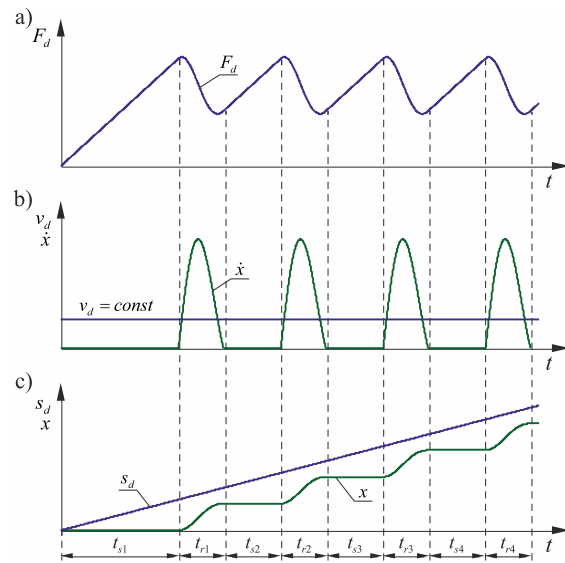 a)
F_d
F_d
t
b)
v_d
ẋ
ẋ
v_d = const
t
c)
s_d
x
s_d
x
t
t_s1 t_r1 t_s2 t_r2 t_s3 t_r3 t_s4 t_r4